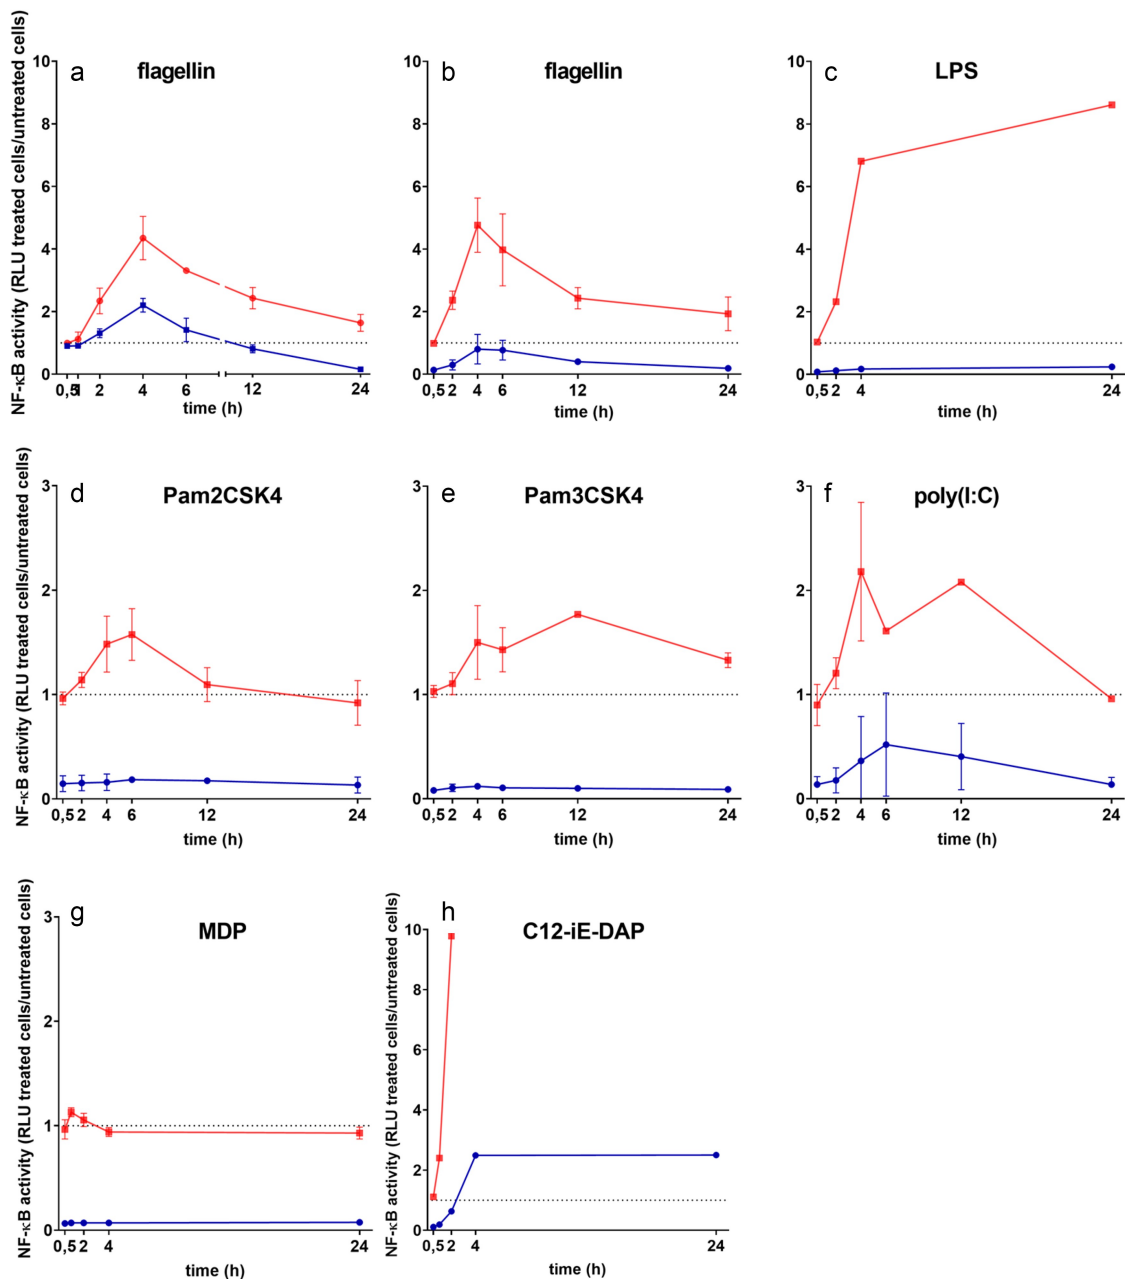 a flagellin
b flagellin
c LPS
NF-κB activity (RLU treated cells/untreated cells)
10
8
6
4
2
0
0,5 1 2 4 6 12 24
time (h)
10
8
6
4
2
0
0,5 2 4 6 12 24
time (h)
10
8
6
4
2
0
0,5 2 4 24
time (h)
d Pam2CSK4
e Pam3CSK4
f poly(I:C)
NF-κB activity (RLU treated cells/untreated cells)
3
2
1
0
0,5 2 4 6 12 24
time (h)
3
2
1
0
0,5 2 4 6 12 24
time (h)
3
2
1
0
0,5 2 4 6 12 24
time (h)
g MDP
h C12-iE-DAP
NF-κB activity (RLU treated cells/untreated cells)
3
2
1
0
0,5 2 4 24
time (h)
NF-κB activity (RLU treated cells/untreated cells)
10
8
6
4
2
0
0,5 2 4 24
time (h)